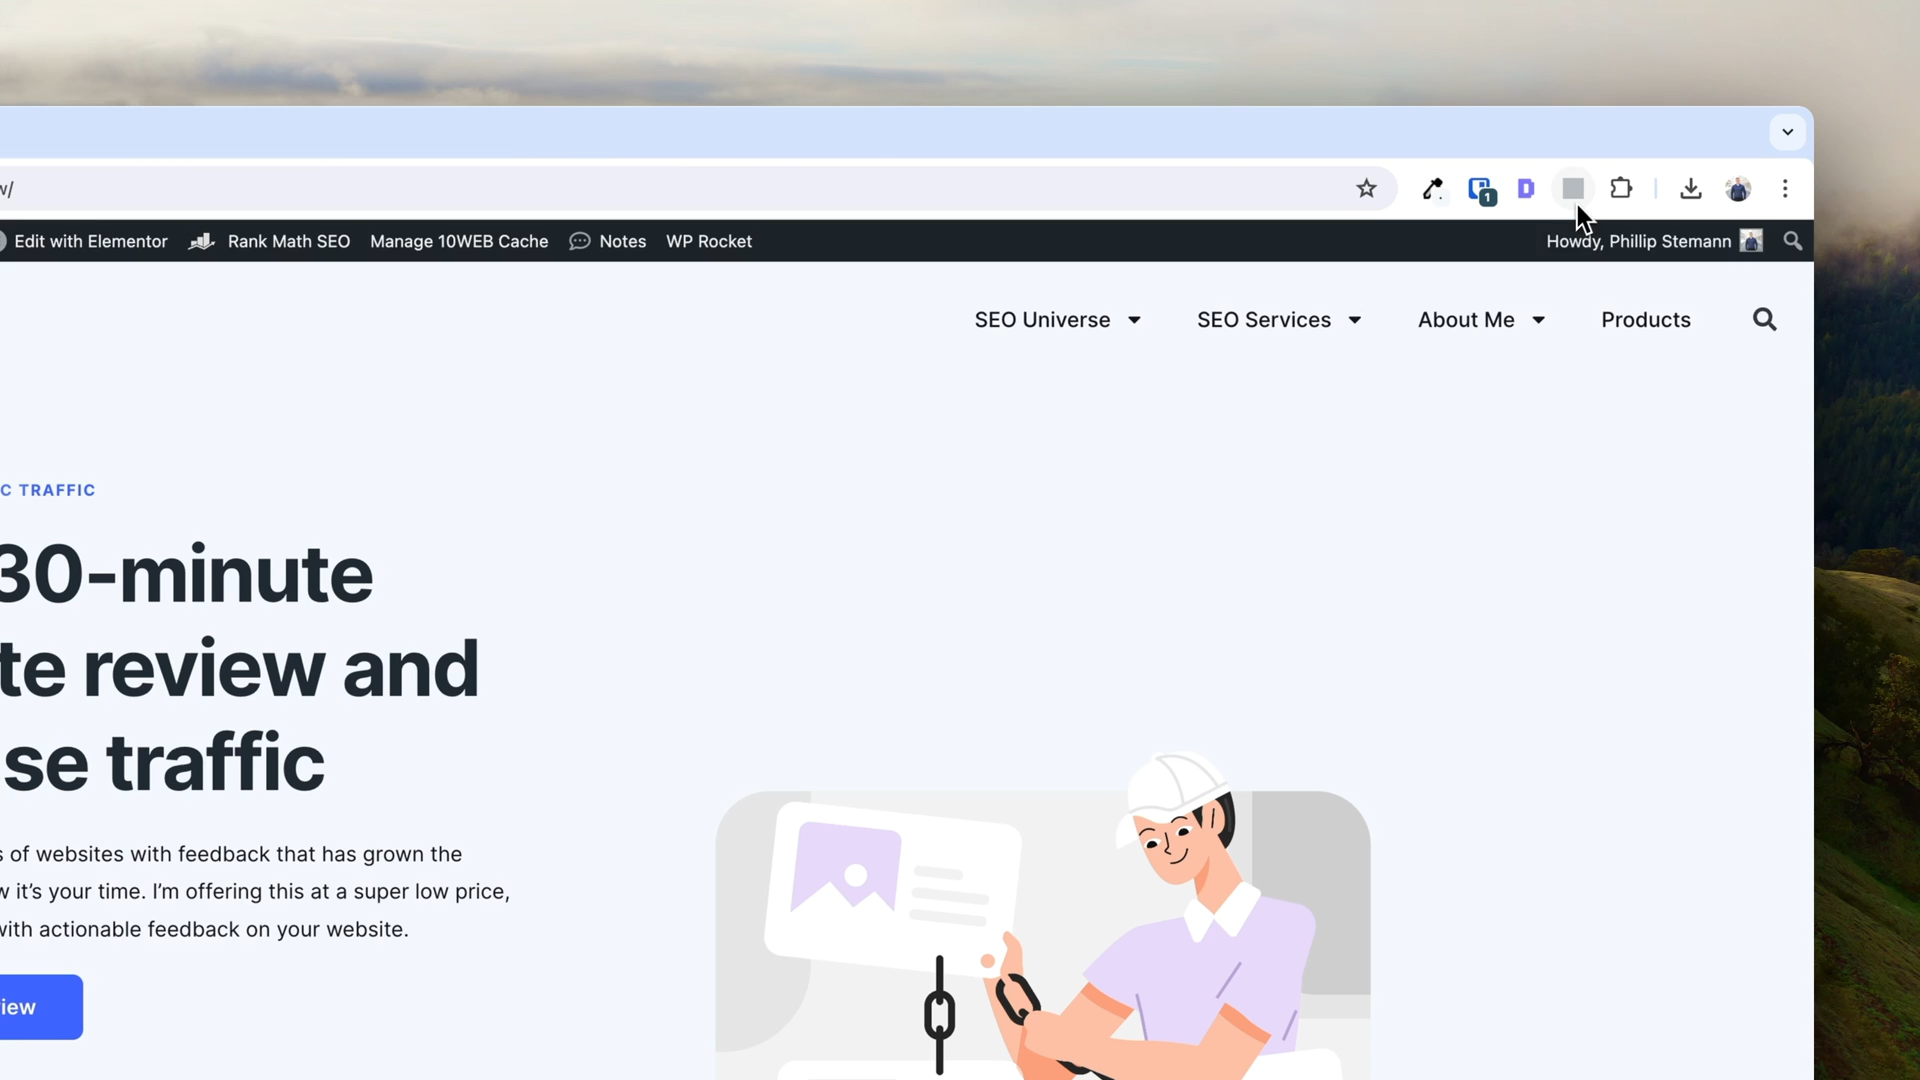 w/
1
D
Edit with Elementor Rank Math SEO Manage 10WEB Cache Notes WP Rocket Howdy, Phillip Stemann
SEO Universe SEO Services About Me Products
C TRAFFIC
30-minute
te review and
se traffic
s of websites with feedback that has grown the
w it's your time. I'm offering this at a super low price,
with actionable feedback on your website.
iew